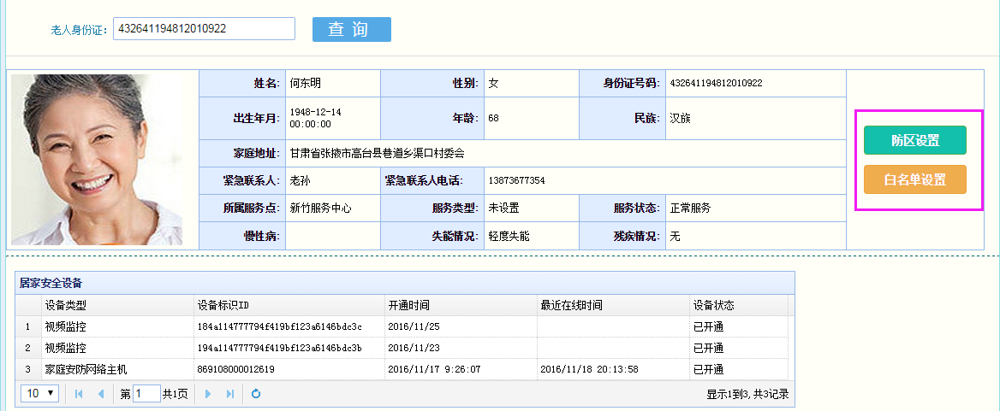 老人身份证: 432641194812010922 查 询
姓名: 何东明 性别: 女 身份证号码: 432641194812010922
出生年月: 1948-12-14 00:00:00 年龄: 68 民族: 汉族
防区设置
家庭地址: 甘肃省张掖市高台县巷道乡渠口村委会
白名单设置
紧急联系人: 老孙 紧急联系人电话: 13873677354
所属服务点: 新竹服务中心 服务类型: 未设置 服务状态: 正常服务
慢性病: 失能情况: 轻度失能 残疾情况: 无
居家安全设备
设备类型 设备标识ID 开通时间 最近在线时间 设备状态
1 视频监控 184a114777794f419bf123a6146bdc3c 2016/11/25 已开通
2 视频监控 194a114777794f419bf123a6146bdc3b 2016/11/23 已开通
3 家庭安防网络主机 869108000012619 2016/11/17 9:26:07 2016/11/18 20:13:58 已开通
10 第 1 共1页 显示1到3,共3记录